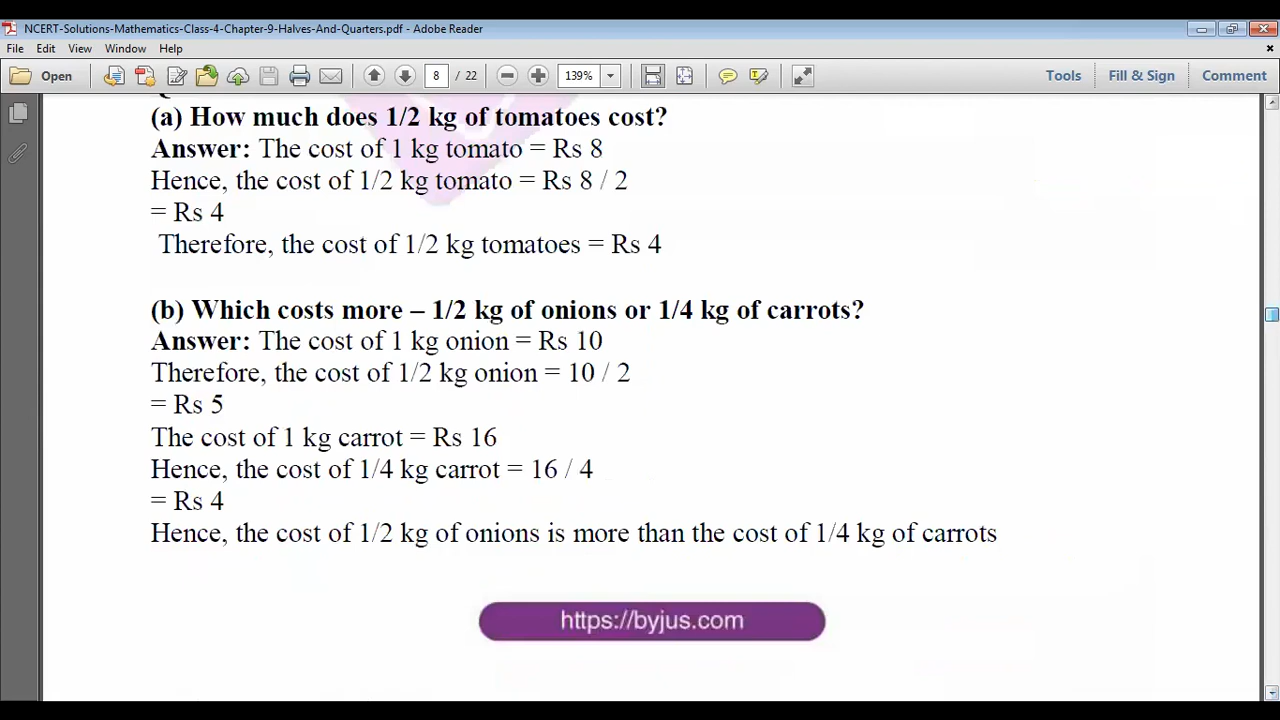 NCERT-Solutions-Mathematics-Class-4-Chapter-9-Halves-And-Quarters.pdf - Adobe Reader
File Edit View Window Help
Open 8 / 22 139% Tools Fill & Sign Comment
(a) How much does 1/2 kg of tomatoes cost?
Answer: The cost of 1 kg tomato = Rs 8
Hence, the cost of 1/2 kg tomato = Rs 8 / 2
= Rs 4
Therefore, the cost of 1/2 kg tomatoes = Rs 4
(b) Which costs more – 1/2 kg of onions or 1/4 kg of carrots?
Answer: The cost of 1 kg onion = Rs 10
Therefore, the cost of 1/2 kg onion = 10 / 2
= Rs 5
The cost of 1 kg carrot = Rs 16
Hence, the cost of 1/4 kg carrot = 16 / 4
= Rs 4
Hence, the cost of 1/2 kg of onions is more than the cost of 1/4 kg of carrots
https://byjus.com